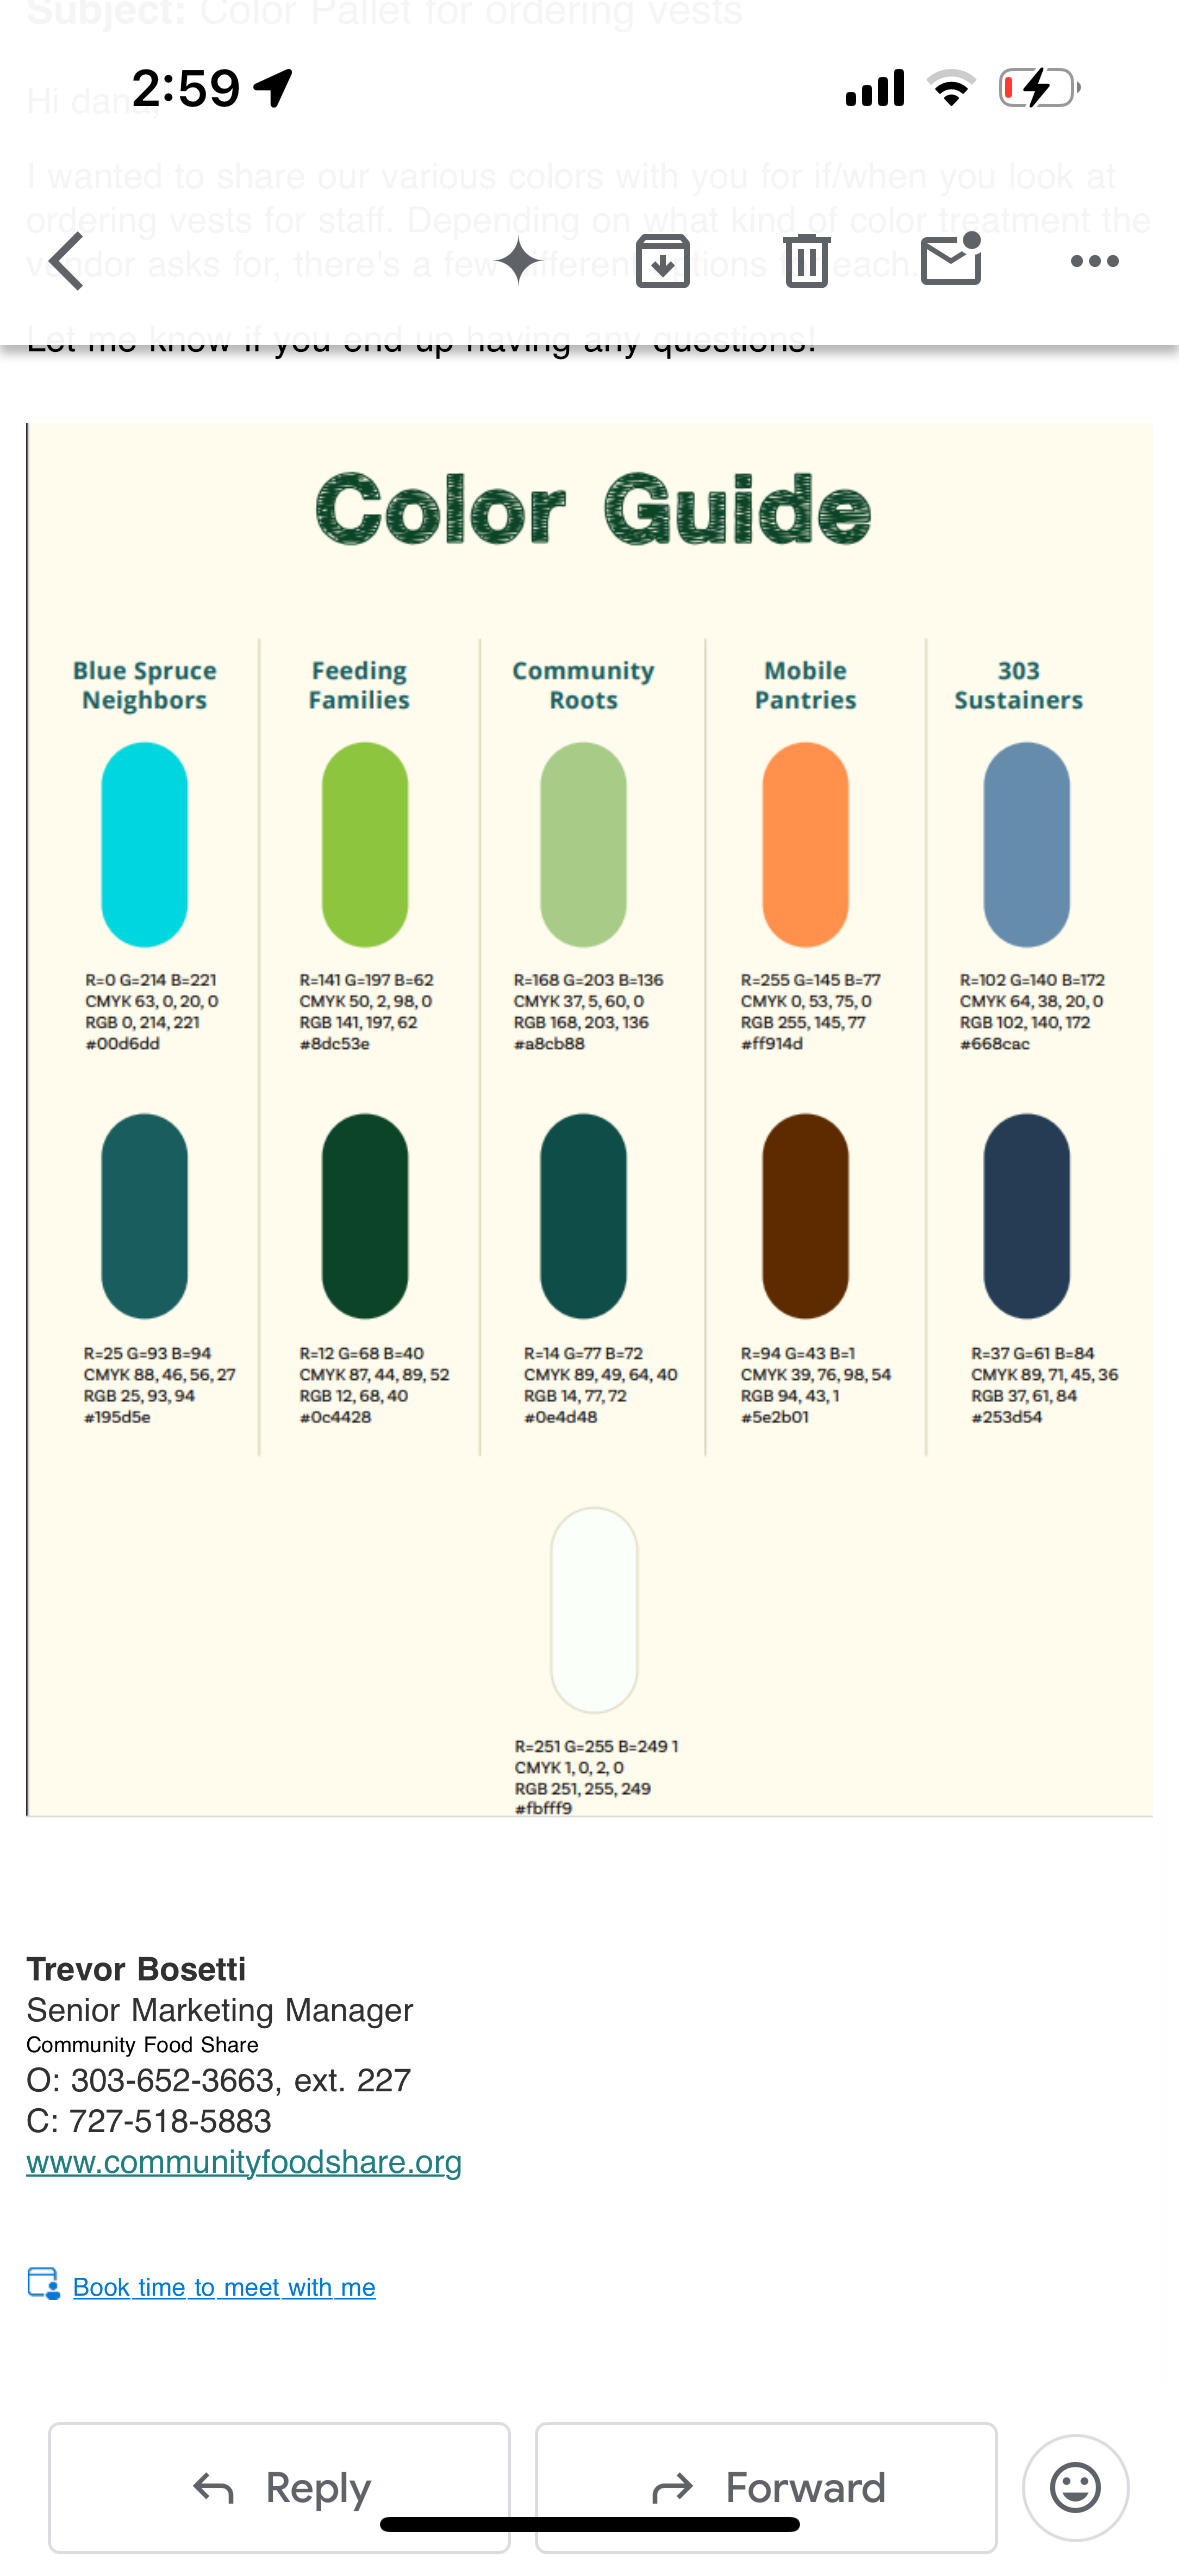 Subject: Color Pallet for ordering vests
2:59
Hi dana,
I wanted to share our various colors with you for if/when you look at
ordering vests for staff. Depending on what kind of color treatment the
vendor asks for, there's a few different options for each.
Let me know if you end up having any questions!
Color Guide
Blue Spruce
Neighbors
R=0 G=214 B=221
CMYK 63, 0, 20, 0
RGB 0, 214, 221
#00d6dd
R=25 G=93 B=94
CMYK 88, 46, 56, 27
RGB 25, 93, 94
#195d5e
Feeding
Families
R=141 G=197 B=62
CMYK 50, 2, 98, 0
RGB 141, 197, 62
#8dc53e
R=12 G=68 B=40
CMYK 87, 44, 89, 52
RGB 12, 68, 40
#0c4428
Community
Roots
R=168 G=203 B=136
CMYK 37, 5, 60, 0
RGB 168, 203, 136
#a8cb88
R=14 G=77 B=72
CMYK 89, 49, 64, 40
RGB 14, 77, 72
#0e4d48
Mobile
Pantries
R=255 G=145 B=77
CMYK 0, 53, 75, 0
RGB 255, 145, 77
#ff914d
R=94 G=43 B=1
CMYK 39, 76, 98, 54
RGB 94, 43, 1
#5e2b01
303
Sustainers
R=102 G=140 B=172
CMYK 64, 38, 20, 0
RGB 102, 140, 172
#668cac
R=37 G=61 B=84
CMYK 89, 71, 45, 36
RGB 37, 61, 84
#253d54
R=251 G=255 B=249 1
CMYK 1, 0, 2, 0
RGB 251, 255, 249
#fbfff9
Trevor Bosetti
Senior Marketing Manager
Community Food Share
O: 303-652-3663, ext. 227
C: 727-518-5883
www.communityfoodshare.org
Book time to meet with me
Reply
Forward